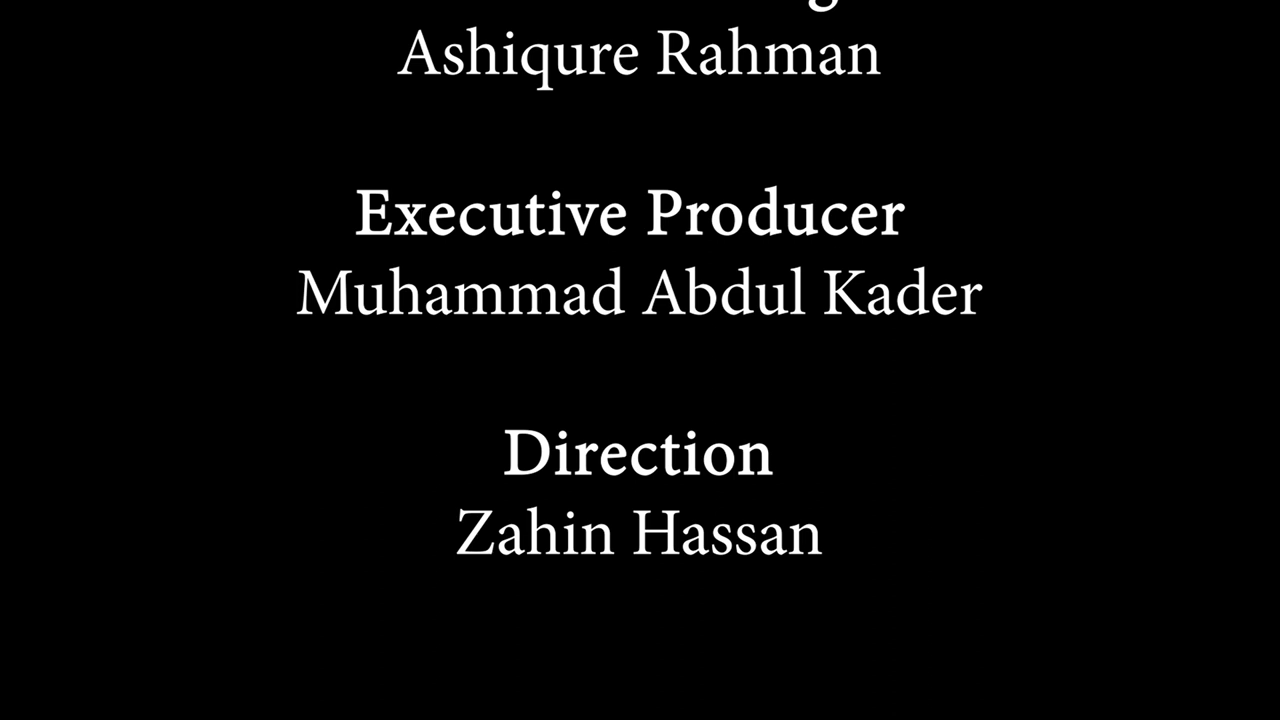 Ashiqure Rahman
Executive Producer
Muhammad Abdul Kader
Direction
Zahin Hassan